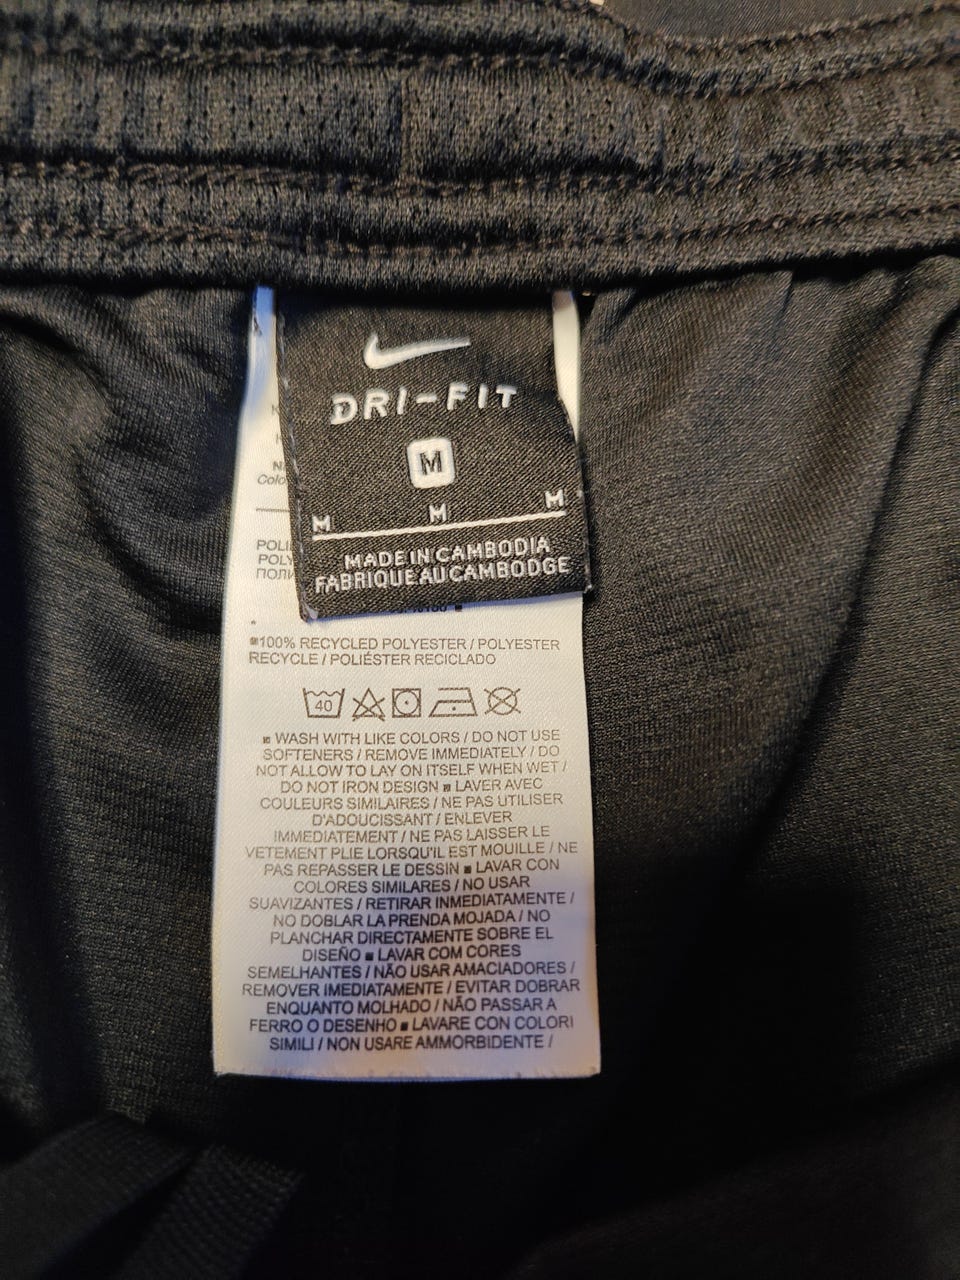 DRI-FIT
M
M M M
MADE IN CAMBODIA
FABRIQUE AU CAMBODGE
■100% RECYCLED POLYESTER / POLYESTER
RECYCLE / POLIÉSTER RECICLADO
40
■ WASH WITH LIKE COLORS / DO NOT USE
SOFTENERS / REMOVE IMMEDIATELY / DO
NOT ALLOW TO LAY ON ITSELF WHEN WET /
DO NOT IRON DESIGN ■ LAVER AVEC
COULEURS SIMILAIRES / NE PAS UTILISER
D'ADOUCISSANT / ENLEVER
IMMEDIATEMENT / NE PAS LAISSER LE
VETEMENT PLIE LORSQU'IL EST MOUILLE / NE
PAS REPASSER LE DESSIN ■ LAVAR CON
COLORES SIMILARES / NO USAR
SUAVIZANTES / RETIRAR INMEDIATAMENTE /
NO DOBLAR LA PRENDA MOJADA / NO
PLANCHAR DIRECTAMENTE SOBRE EL
DISEÑO ■ LAVAR COM CORES
SEMELHANTES / NÃO USAR AMACIADORES /
REMOVER IMEDIATAMENTE / EVITAR DOBRAR
ENQUANTO MOLHADO / NÃO PASSAR A
FERRO O DESENHO ■ LAVARE CON COLORI
SIMILI / NON USARE AMMORBIDENTE /